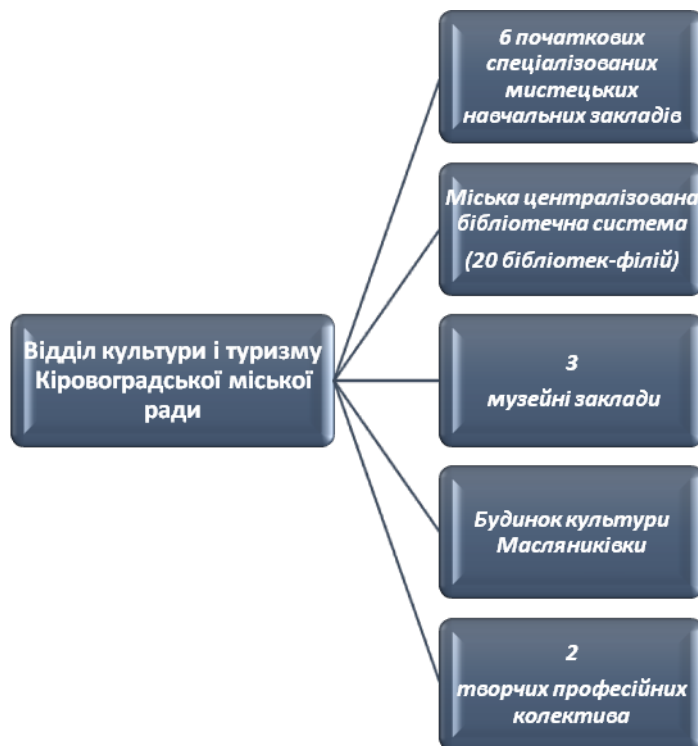 6 початкових
спеціалізованих
мистецьких
навчальних закладів
Міська централізована
бібліотечна система
(20 бібліотек-філій)
Відділ культури і туризму
Кіровоградської міської
ради
3
музейні заклади
Будинок культури
Масляниківки
2
творчих професійних
колектива